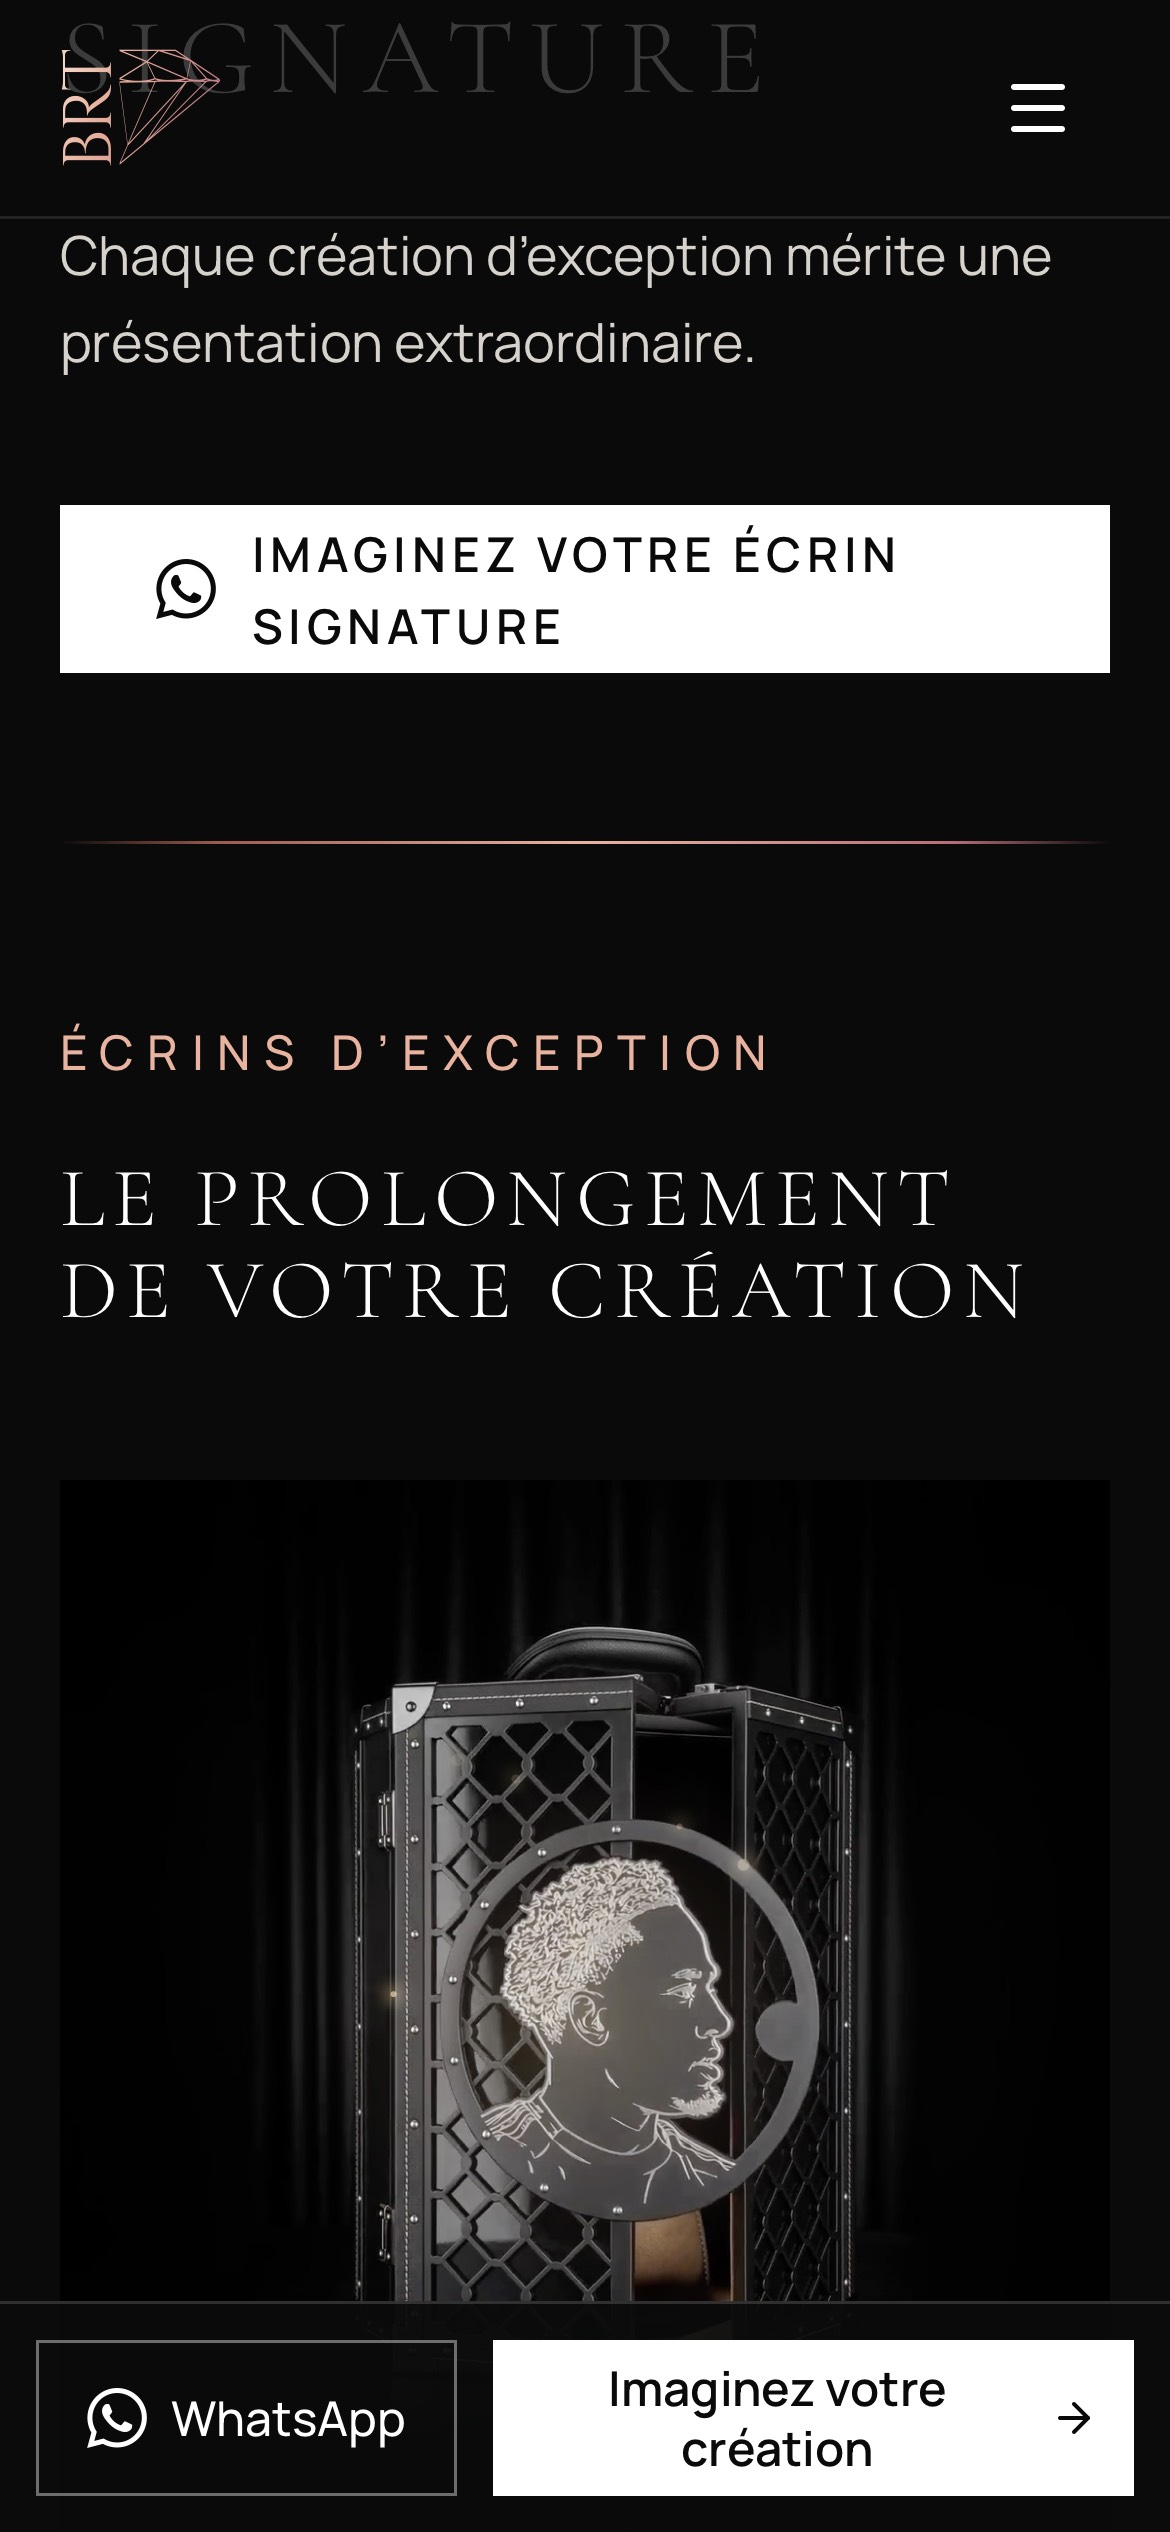 SIGNATURE
BRT
Chaque création d’exception mérite une
présentation extraordinaire.
IMAGINEZ VOTRE ÉCRIN
SIGNATURE
ÉCRINS D’EXCEPTION
LE PROLONGEMENT
DE VOTRE CRÉATION
WhatsApp
Imaginez votre
création